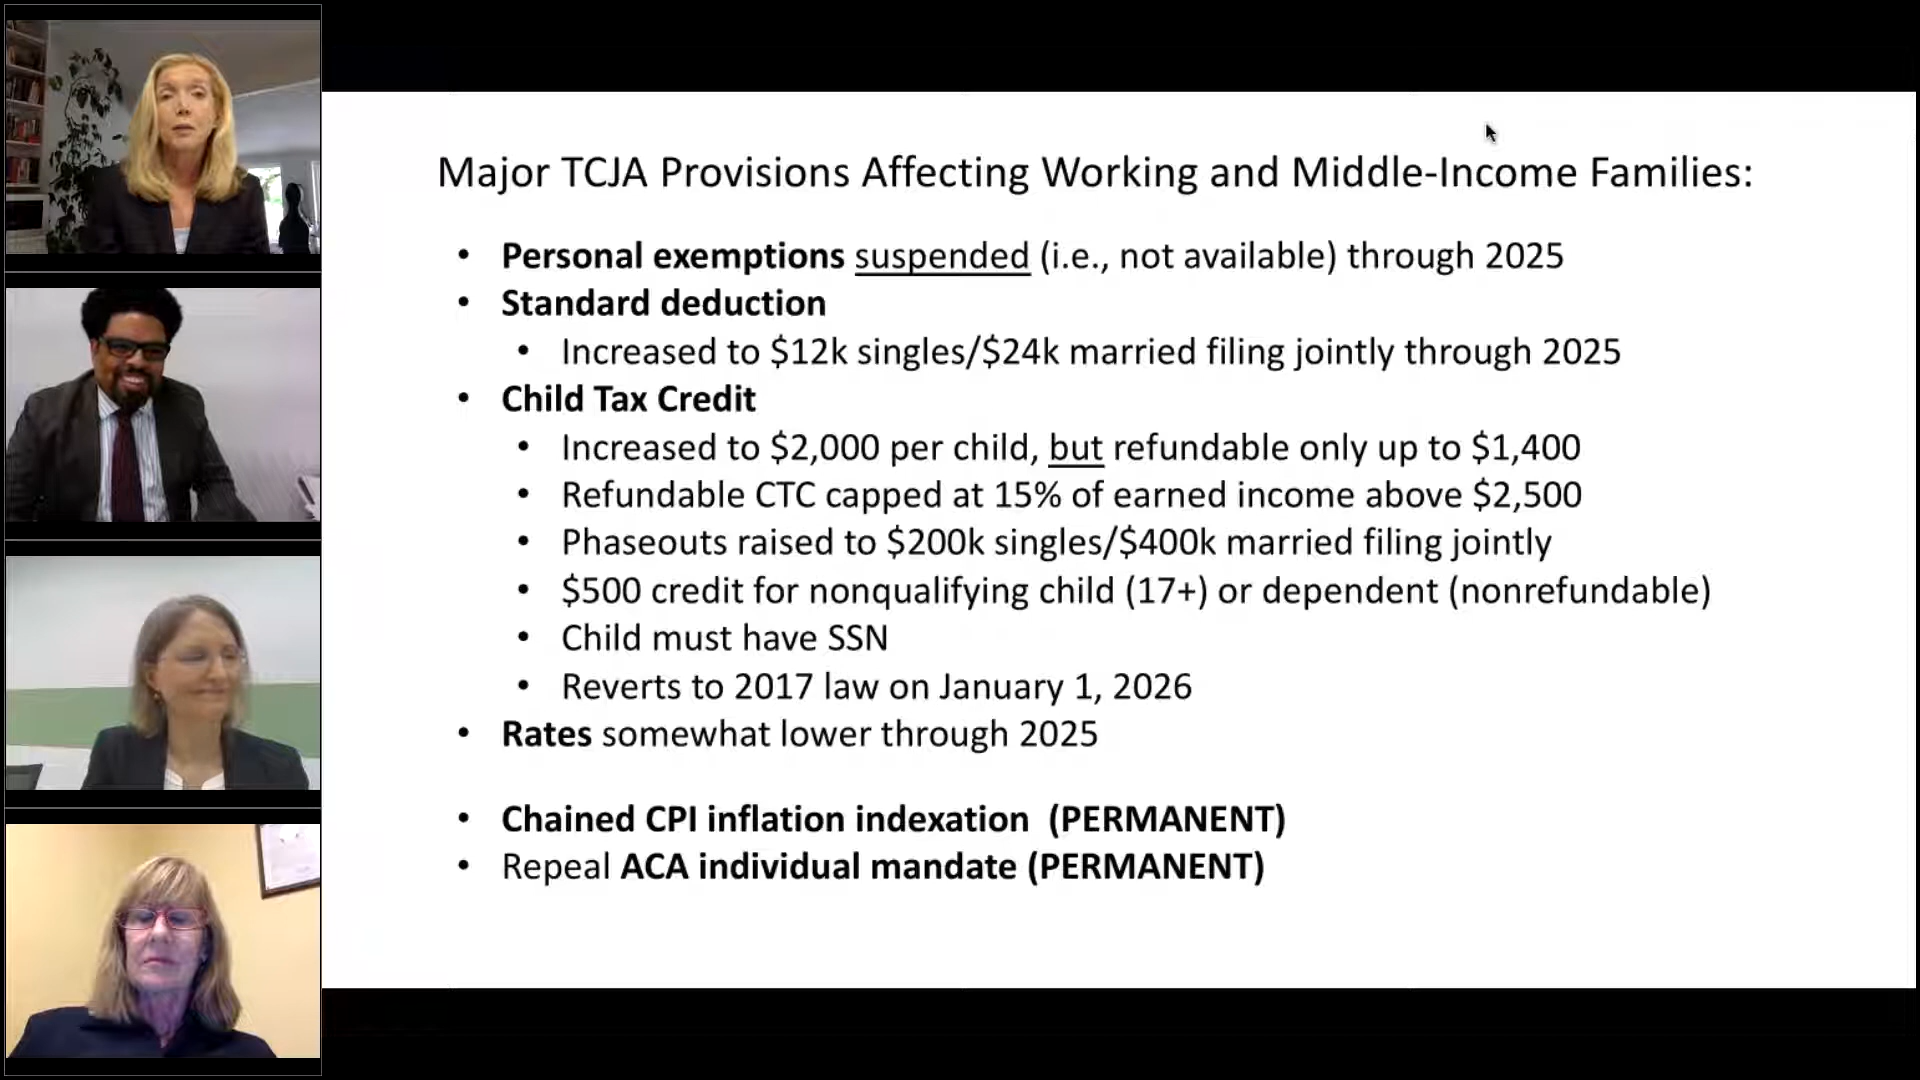 Major TCJA Provisions Affecting Working and Middle-Income Families:
• Personal exemptions suspended (i.e., not available) through 2025
• Standard deduction
• Increased to $12k singles/$24k married filing jointly through 2025
• Child Tax Credit
• Increased to $2,000 per child, but refundable only up to $1,400
• Refundable CTC capped at 15% of earned income above $2,500
• Phaseouts raised to $200k singles/$400k married filing jointly
• $500 credit for nonqualifying child (17+) or dependent (nonrefundable)
• Child must have SSN
• Reverts to 2017 law on January 1, 2026
• Rates somewhat lower through 2025
• Chained CPI inflation indexation (PERMANENT)
• Repeal ACA individual mandate (PERMANENT)